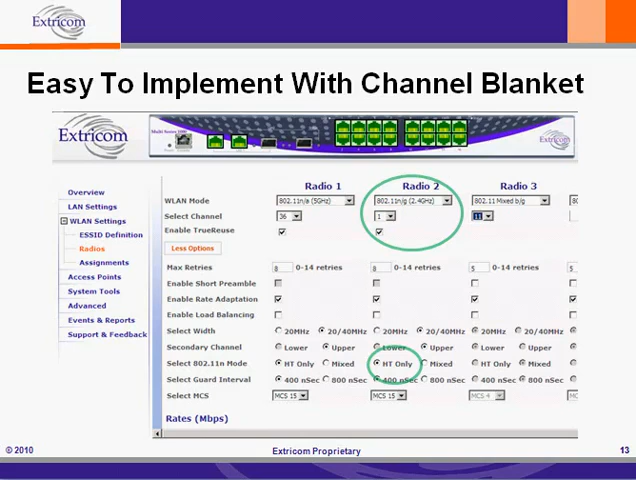 Extricom
Easy To Implement With Channel Blanket
Extricom
Extricom
Radio 1 Radio 2 Radio 3
Overview
LAN Settings
WLAN Settings
ESSID Definition
Radios
Assignments
Access Points
System Tools
Advanced
Events & Reports
Support & Feedback
WLAN Mode 802.11n/a (5GHz) 802.11n/g (2.4GHz) 802.11 Mixed b/g
Select Channel 36 1 11
Enable TrueReuse
Less Options
Max Retries 8 0-14 retries 8 0-14 retries 5 0-14 retries 5
Enable Short Preamble
Enable Rate Adaptation
Enable Load Balancing
Select Width 20MHz 20/40MHz 20MHz 20/40MHz 20MHz 20/40MHz
Secondary Channel Lower Upper Lower Upper Lower Upper
Select 802.11n Mode HT Only Mixed HT Only Mixed HT Only Mixed
Select Guard Interval 400 nSec 800 nSec 400 nSec 800 nSec 400 nSec 800 nSec
Select MCS MCS 15 MCS 15 MCS 4
Rates (Mbps)
© 2010 Extricom Proprietary 13